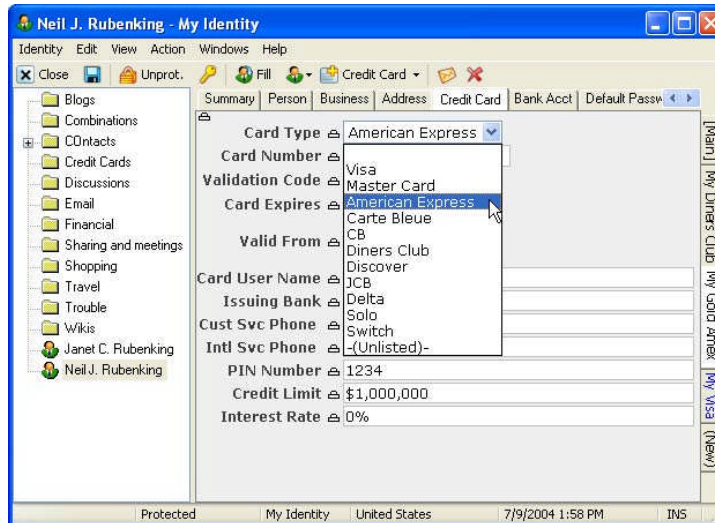 Neil J. Rubenking - My Identity
Identity Edit View Action Windows Help
Close Unprot. Fill Credit Card
Blogs
Combinations
COntacts
Credit Cards
Discussions
Email
Financial
Sharing and meetings
Shopping
Travel
Trouble
Wikis
Janet C. Rubenking
Neil J. Rubenking
Summary Person Business Address Credit Card Bank Acct Default Passw
Card Type American Express
Card Number
Validation Code
Card Expires
Valid From
Visa
Master Card
American Express
Carte Bleue
CB
Diners Club
Discover
JCB
Delta
Solo
Switch
-(Unlisted)-
Card User Name
Issuing Bank
Cust Svc Phone
Intl Svc Phone
PIN Number 1234
Credit Limit $1,000,000
Interest Rate 0%
[Main]
My Diners Club
My Gold Amex
My Visa
(New)
Protected My Identity United States 7/9/2004 1:58 PM INS